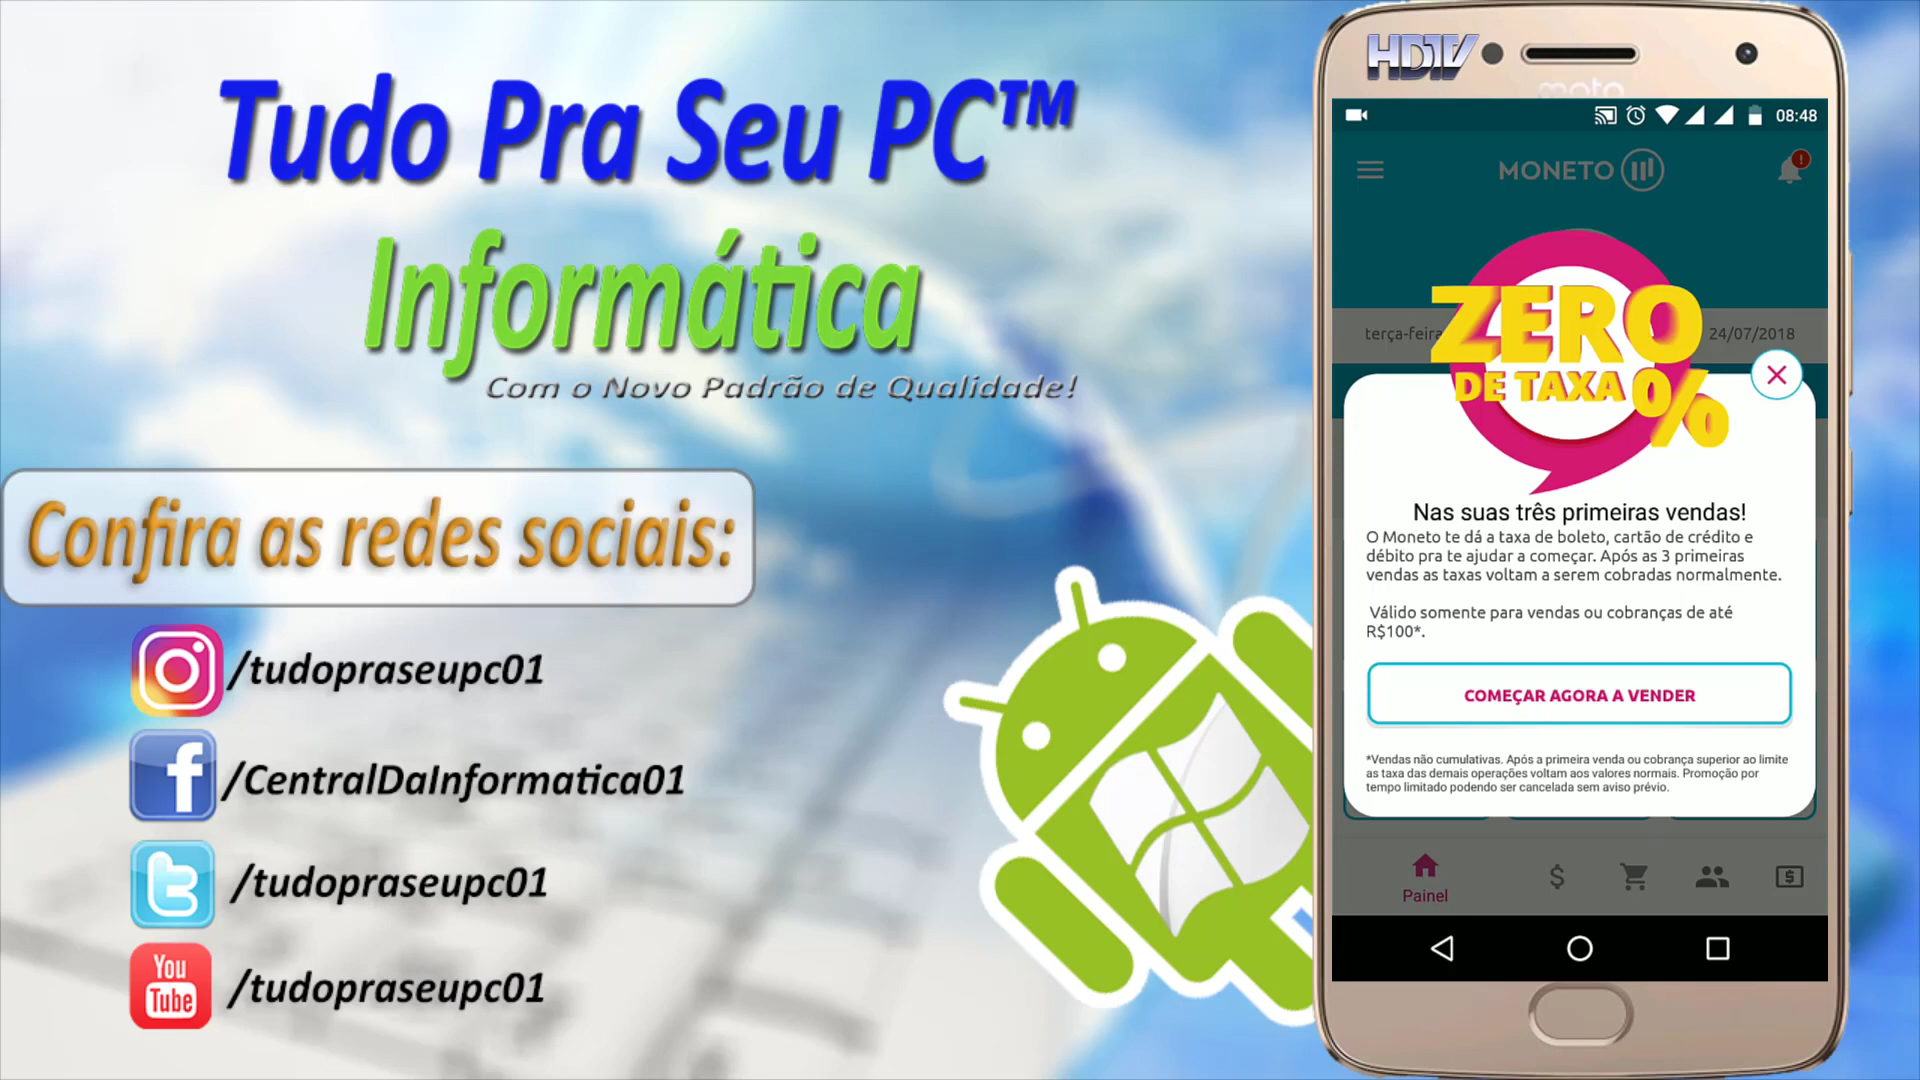 Tudo Pra Seu PC™
Informática
Com o Novo Padrão de Qualidade!
Confira as redes sociais:
/tudopraseupc01
/CentralDaInformatica01
/tudopraseupc01
You
Tube
/tudopraseupc01
HDTV
moto
08:48
MONETO
terça-feira
24/07/2018
ZERO
DE TAXA 0%
Nas suas três primeiras vendas!
O Moneto te dá a taxa de boleto, cartão de crédito e
débito pra te ajudar a começar. Após as 3 primeiras
vendas as taxas voltam a serem cobradas normalmente.
Válido somente para vendas ou cobranças de até
R$100*.
COMEÇAR AGORA A VENDER
*Vendas não cumulativas. Após a primeira venda ou cobrança superior ao limite
as taxa das demais operações voltam aos valores normais. Promoção por
tempo limitado podendo ser cancelada sem aviso prévio.
Painel